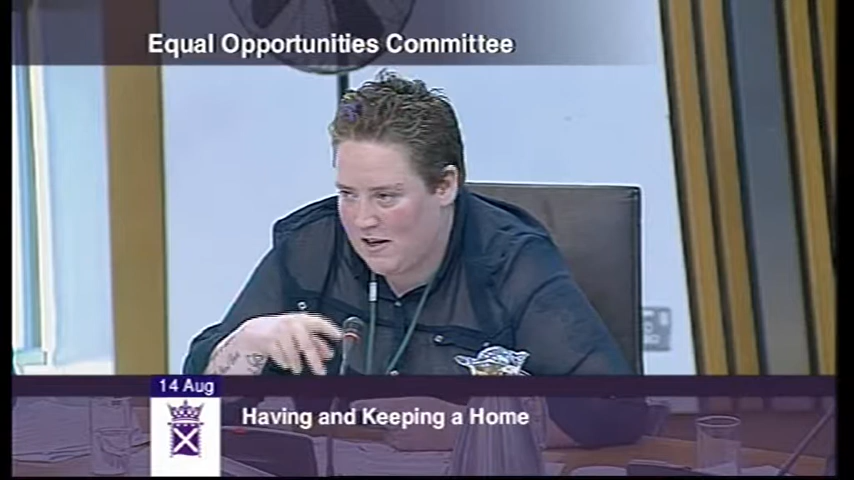 Equal Opportunities Committee
14 Aug
Having and Keeping a Home